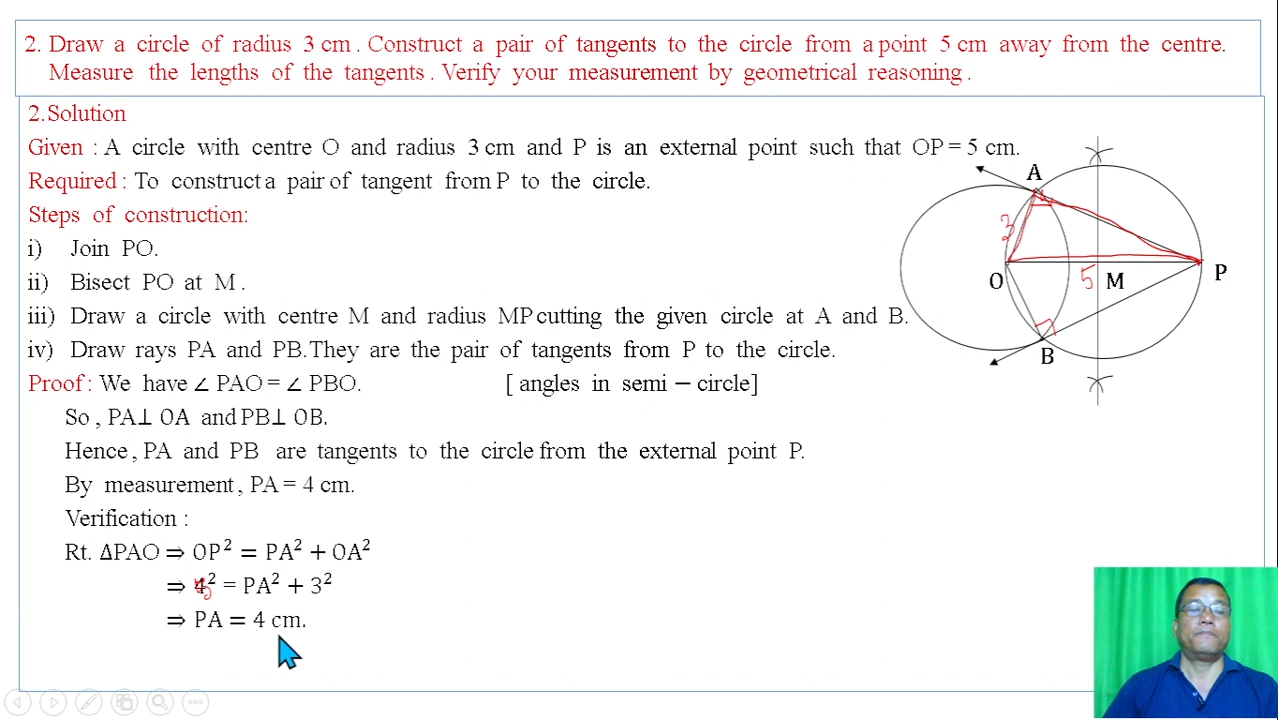 2. Draw a circle of radius 3 cm. Construct a pair of tangents to the circle from a point 5 cm away from the centre.
Measure the lengths of the tangents. Verify your measurement by geometrical reasoning.
2.Solution
Given : A circle with centre O and radius 3 cm and P is an external point such that OP = 5 cm.
Required : To construct a pair of tangent from P to the circle.
Steps of construction:
i) Join PO.
ii) Bisect PO at M.
iii) Draw a circle with centre M and radius MP cutting the given circle at A and B.
iv) Draw rays PA and PB.They are the pair of tangents from P to the circle.
Proof : We have ∠ PAO = ∠ PBO. [ angles in semi − circle]
So , PA⊥ OA and PB⊥ OB.
Hence, PA and PB are tangents to the circle from the external point P.
By measurement, PA = 4 cm.
Verification :
Rt. ΔPAO ⇒ OP² = PA² + OA²
⇒ 4² = PA² + 3²
5
⇒ PA = 4 cm.
A
3
O
5
M
P
B